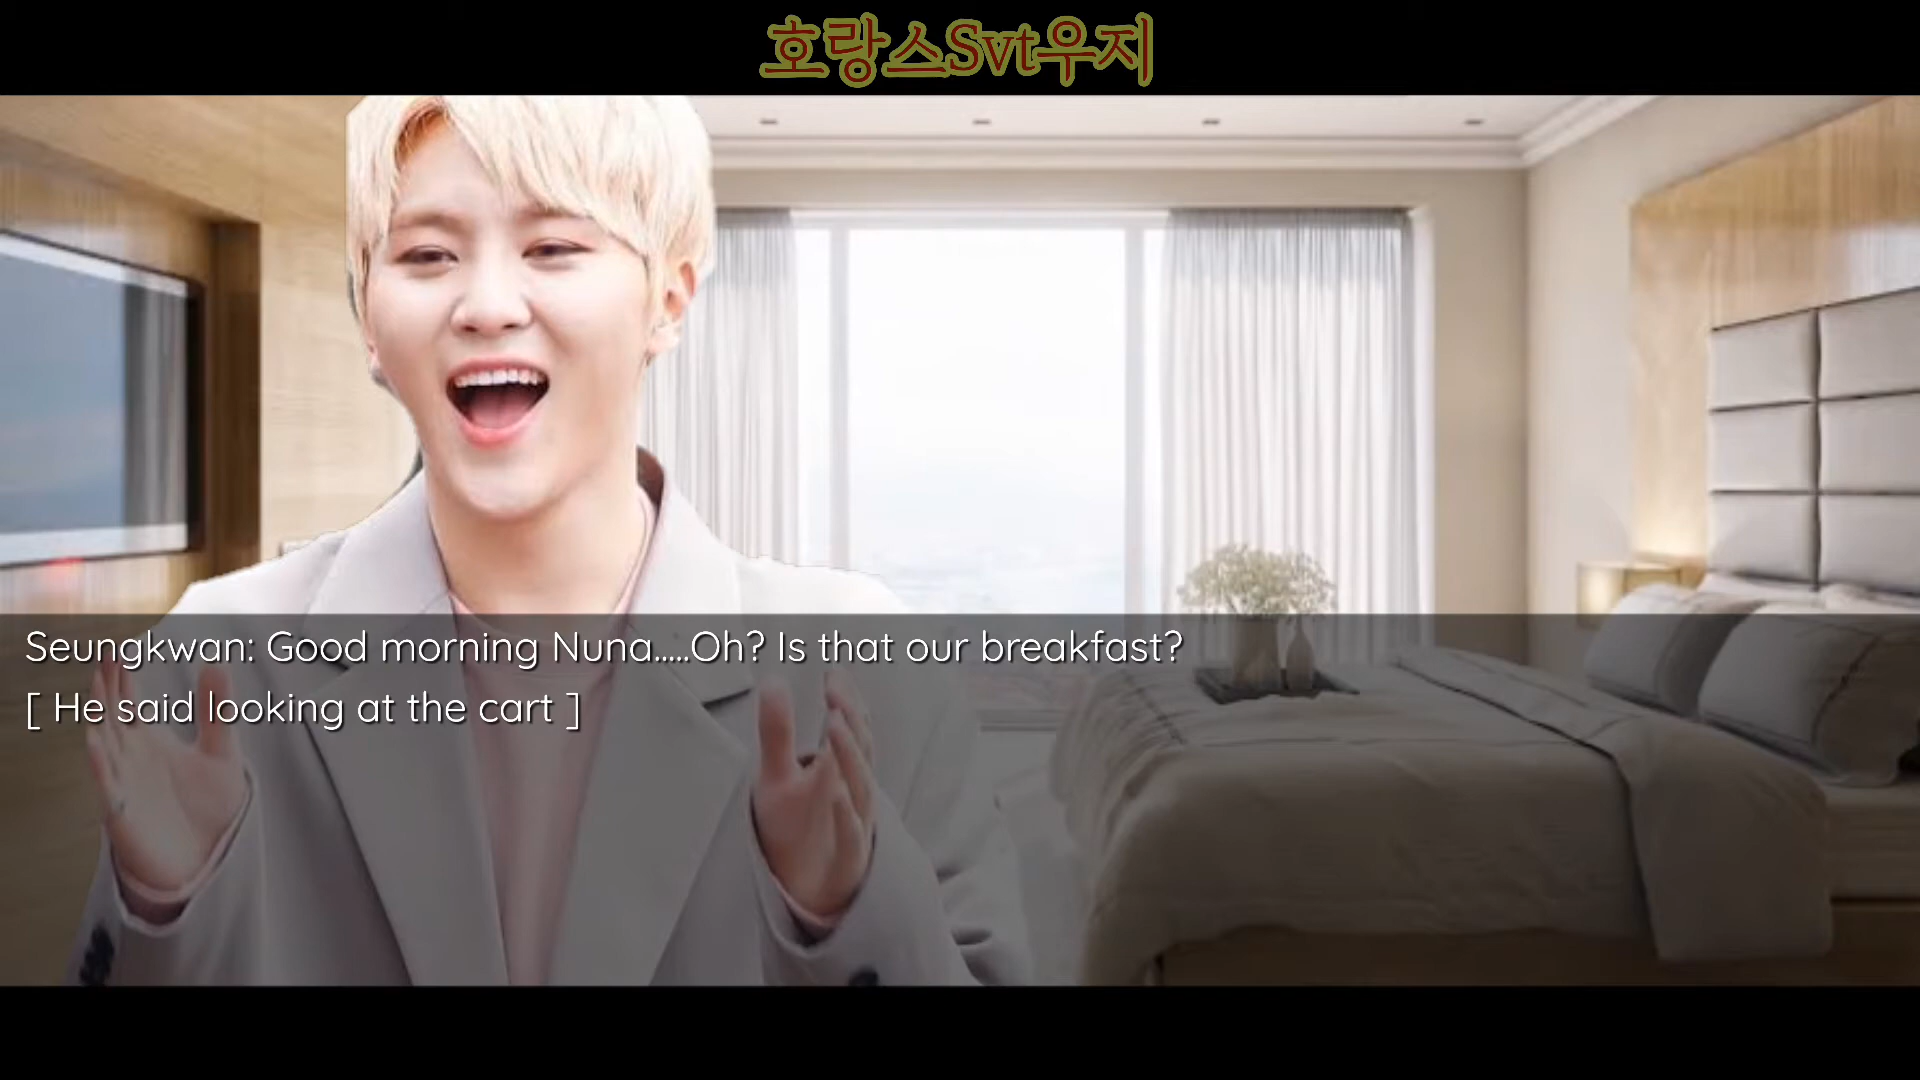 호랑스Svt우지
Seungkwan: Good morning Nuna.....Oh? Is that our breakfast?
[ He said looking at the cart ]